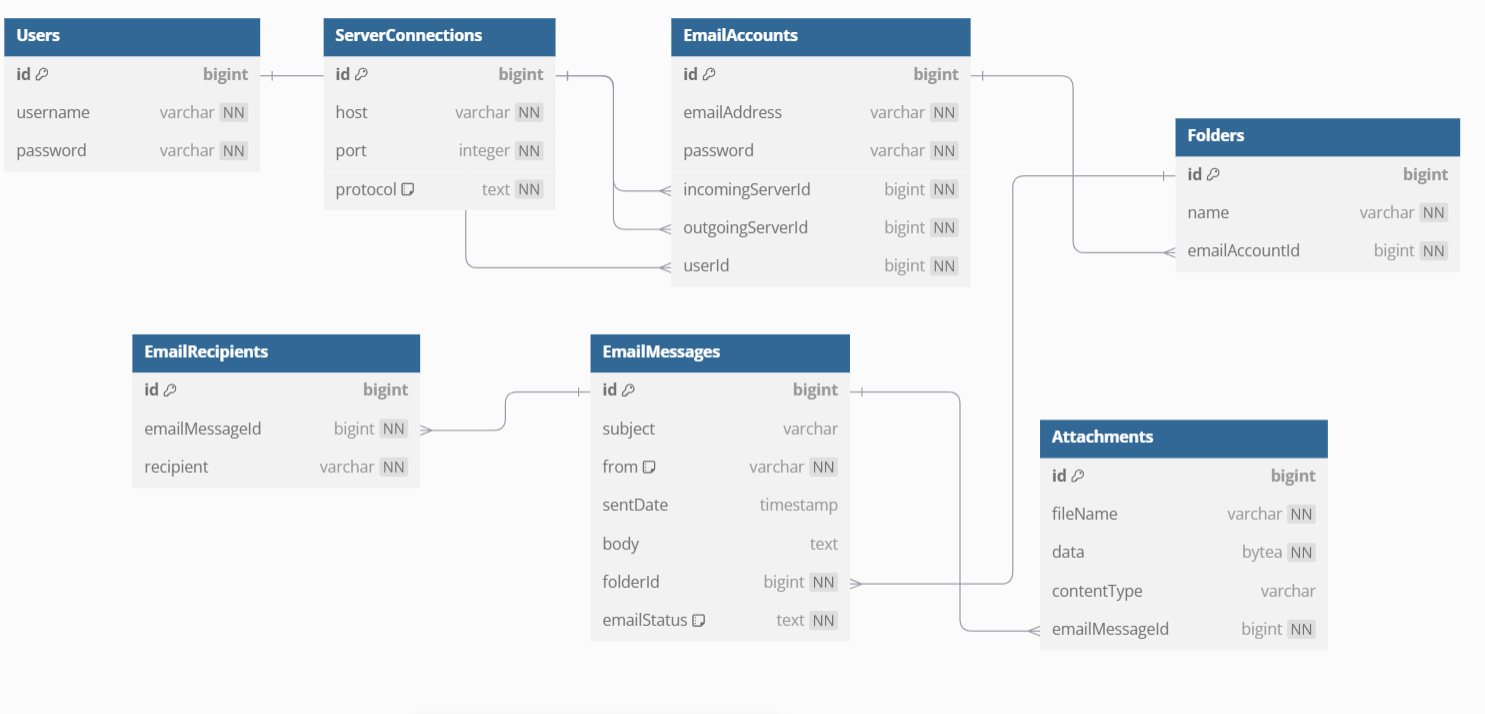 Users
id bigint
username varchar NN
password varchar NN
ServerConnections
id bigint
host varchar NN
port integer NN
protocol text NN
EmailAccounts
id bigint
emailAddress varchar NN
password varchar NN
incomingServerId bigint NN
outgoingServerId bigint NN
userId bigint NN
Folders
id bigint
name varchar NN
emailAccountId bigint NN
EmailRecipients
id bigint
emailMessageId bigint NN
recipient varchar NN
EmailMessages
id bigint
subject varchar
from varchar NN
sentDate timestamp
body text
folderId bigint NN
emailStatus text NN
Attachments
id bigint
fileName varchar NN
data bytea NN
contentType varchar
emailMessageId bigint NN